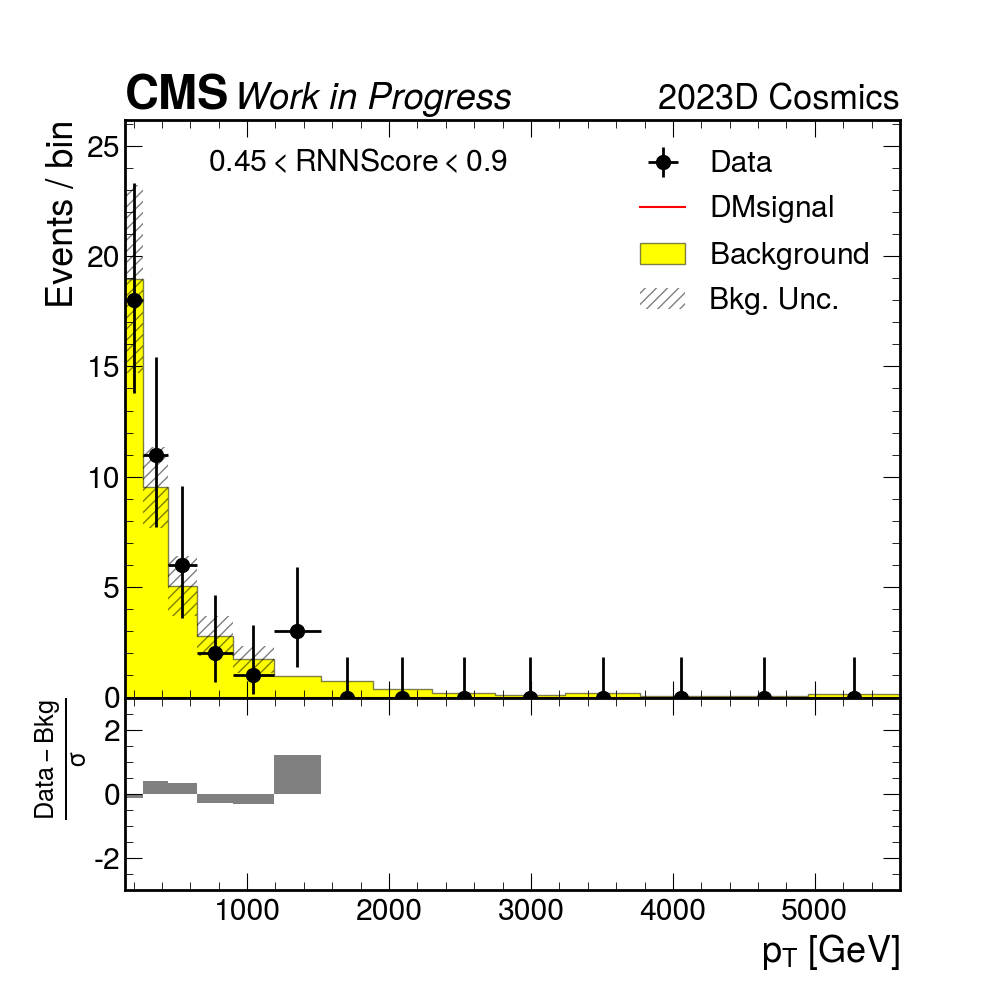 CMS Work in Progress 2023D Cosmics
Events / bin
0.45 < RNNScore < 0.9
Data
DMsignal
Background
Bkg. Unc.
25
20
15
10
5
0
Data – Bkg
σ
2
0
-2
1000 2000 3000 4000 5000
pT [GeV]